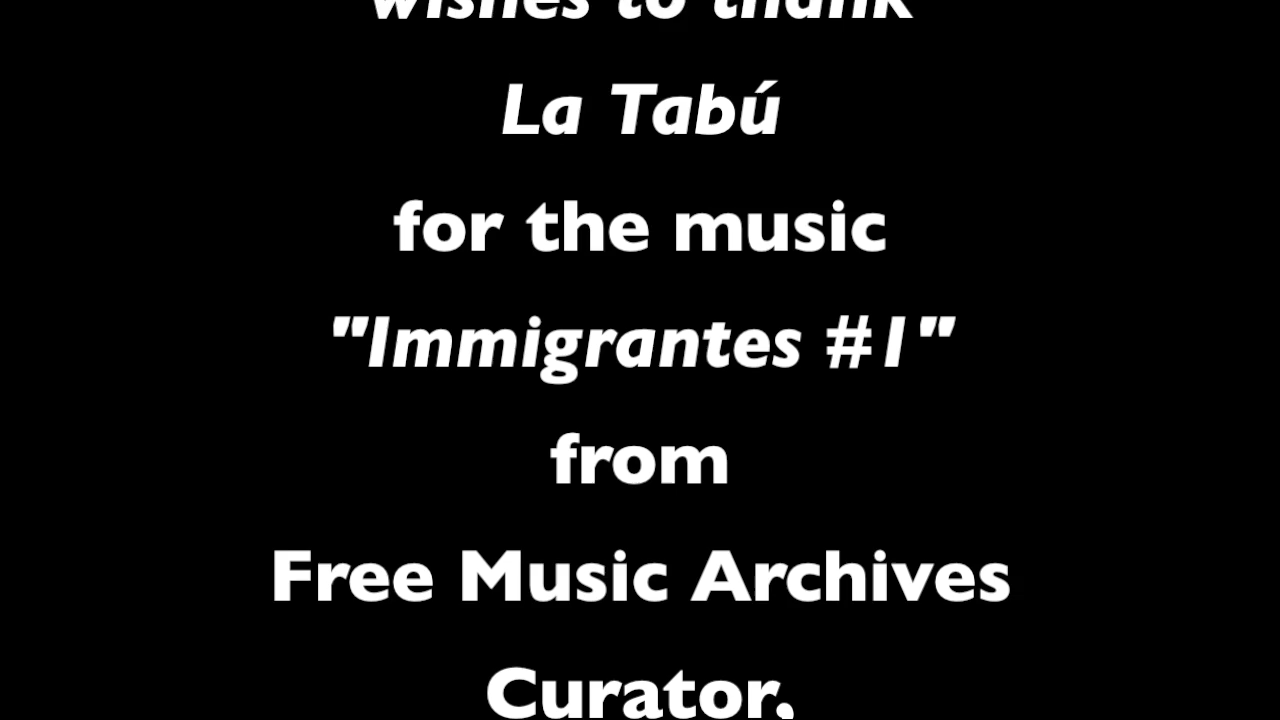 wishes to thank
La Tabú
for the music
"Immigrantes #1"
from
Free Music Archives
Curator,